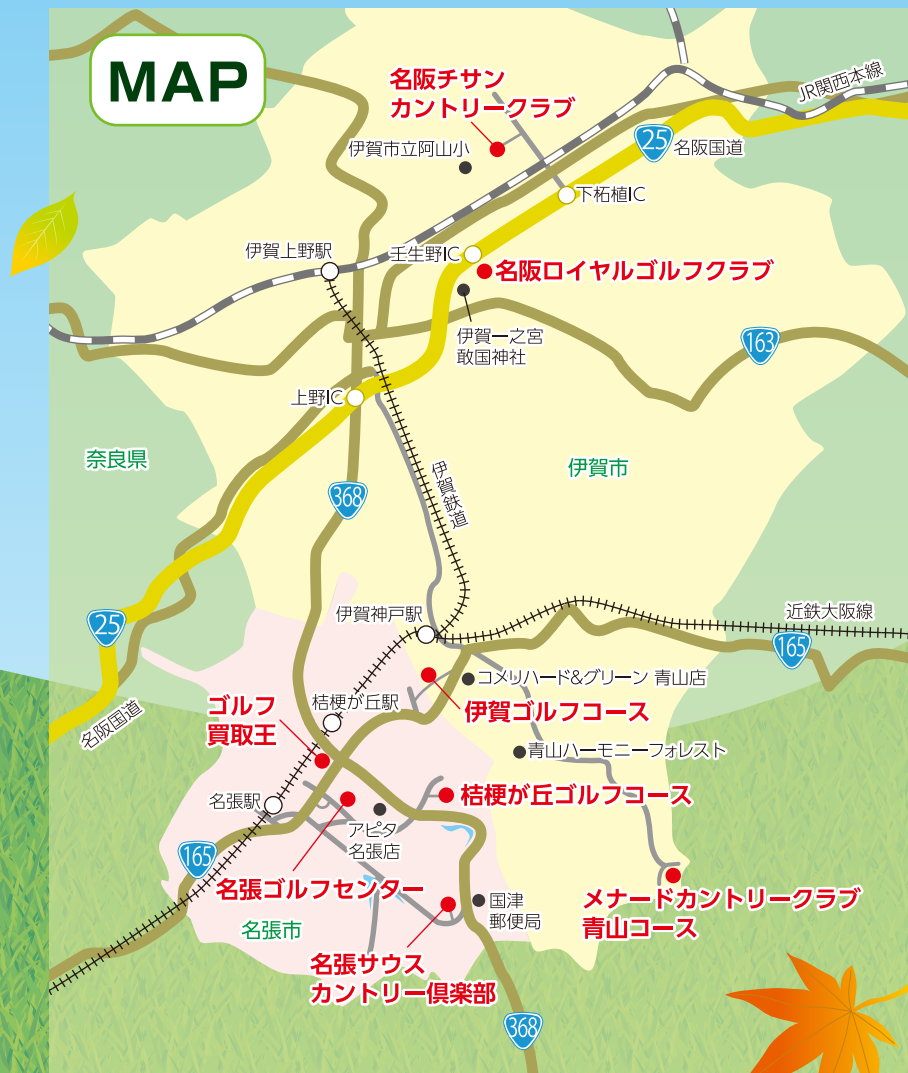 MAP
名阪チサン
カントリークラブ
JR関西本線
25
名阪国道
伊賀市立阿山小
下柘植IC
伊賀上野駅
壬生野IC
名阪ロイヤルゴルフクラブ
伊賀一之宮
敢国神社
163
上野IC
奈良県
伊賀市
伊賀鉄道
368
伊賀神戸駅
近鉄大阪線
25
165
コメリハード&グリーン 青山店
名阪国道
ゴルフ
買取王
桔梗が丘駅
伊賀ゴルフコース
青山ハーモニーフォレスト
名張駅
桔梗が丘ゴルフコース
アピタ
名張店
165
名張ゴルフセンター
メナードカントリークラブ
青山コース
国津
郵便局
名張市
名張サウス
カントリー倶楽部
368